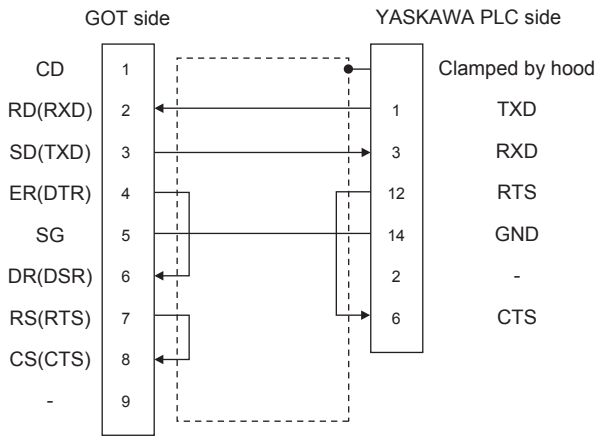 GOT side YASKAWA PLC side
CD 1 Clamped by hood
RD(RXD) 2 1 TXD
SD(TXD) 3 3 RXD
ER(DTR) 4 12 RTS
SG 5 14 GND
DR(DSR) 6 2 -
RS(RTS) 7 6 CTS
CS(CTS) 8
- 9